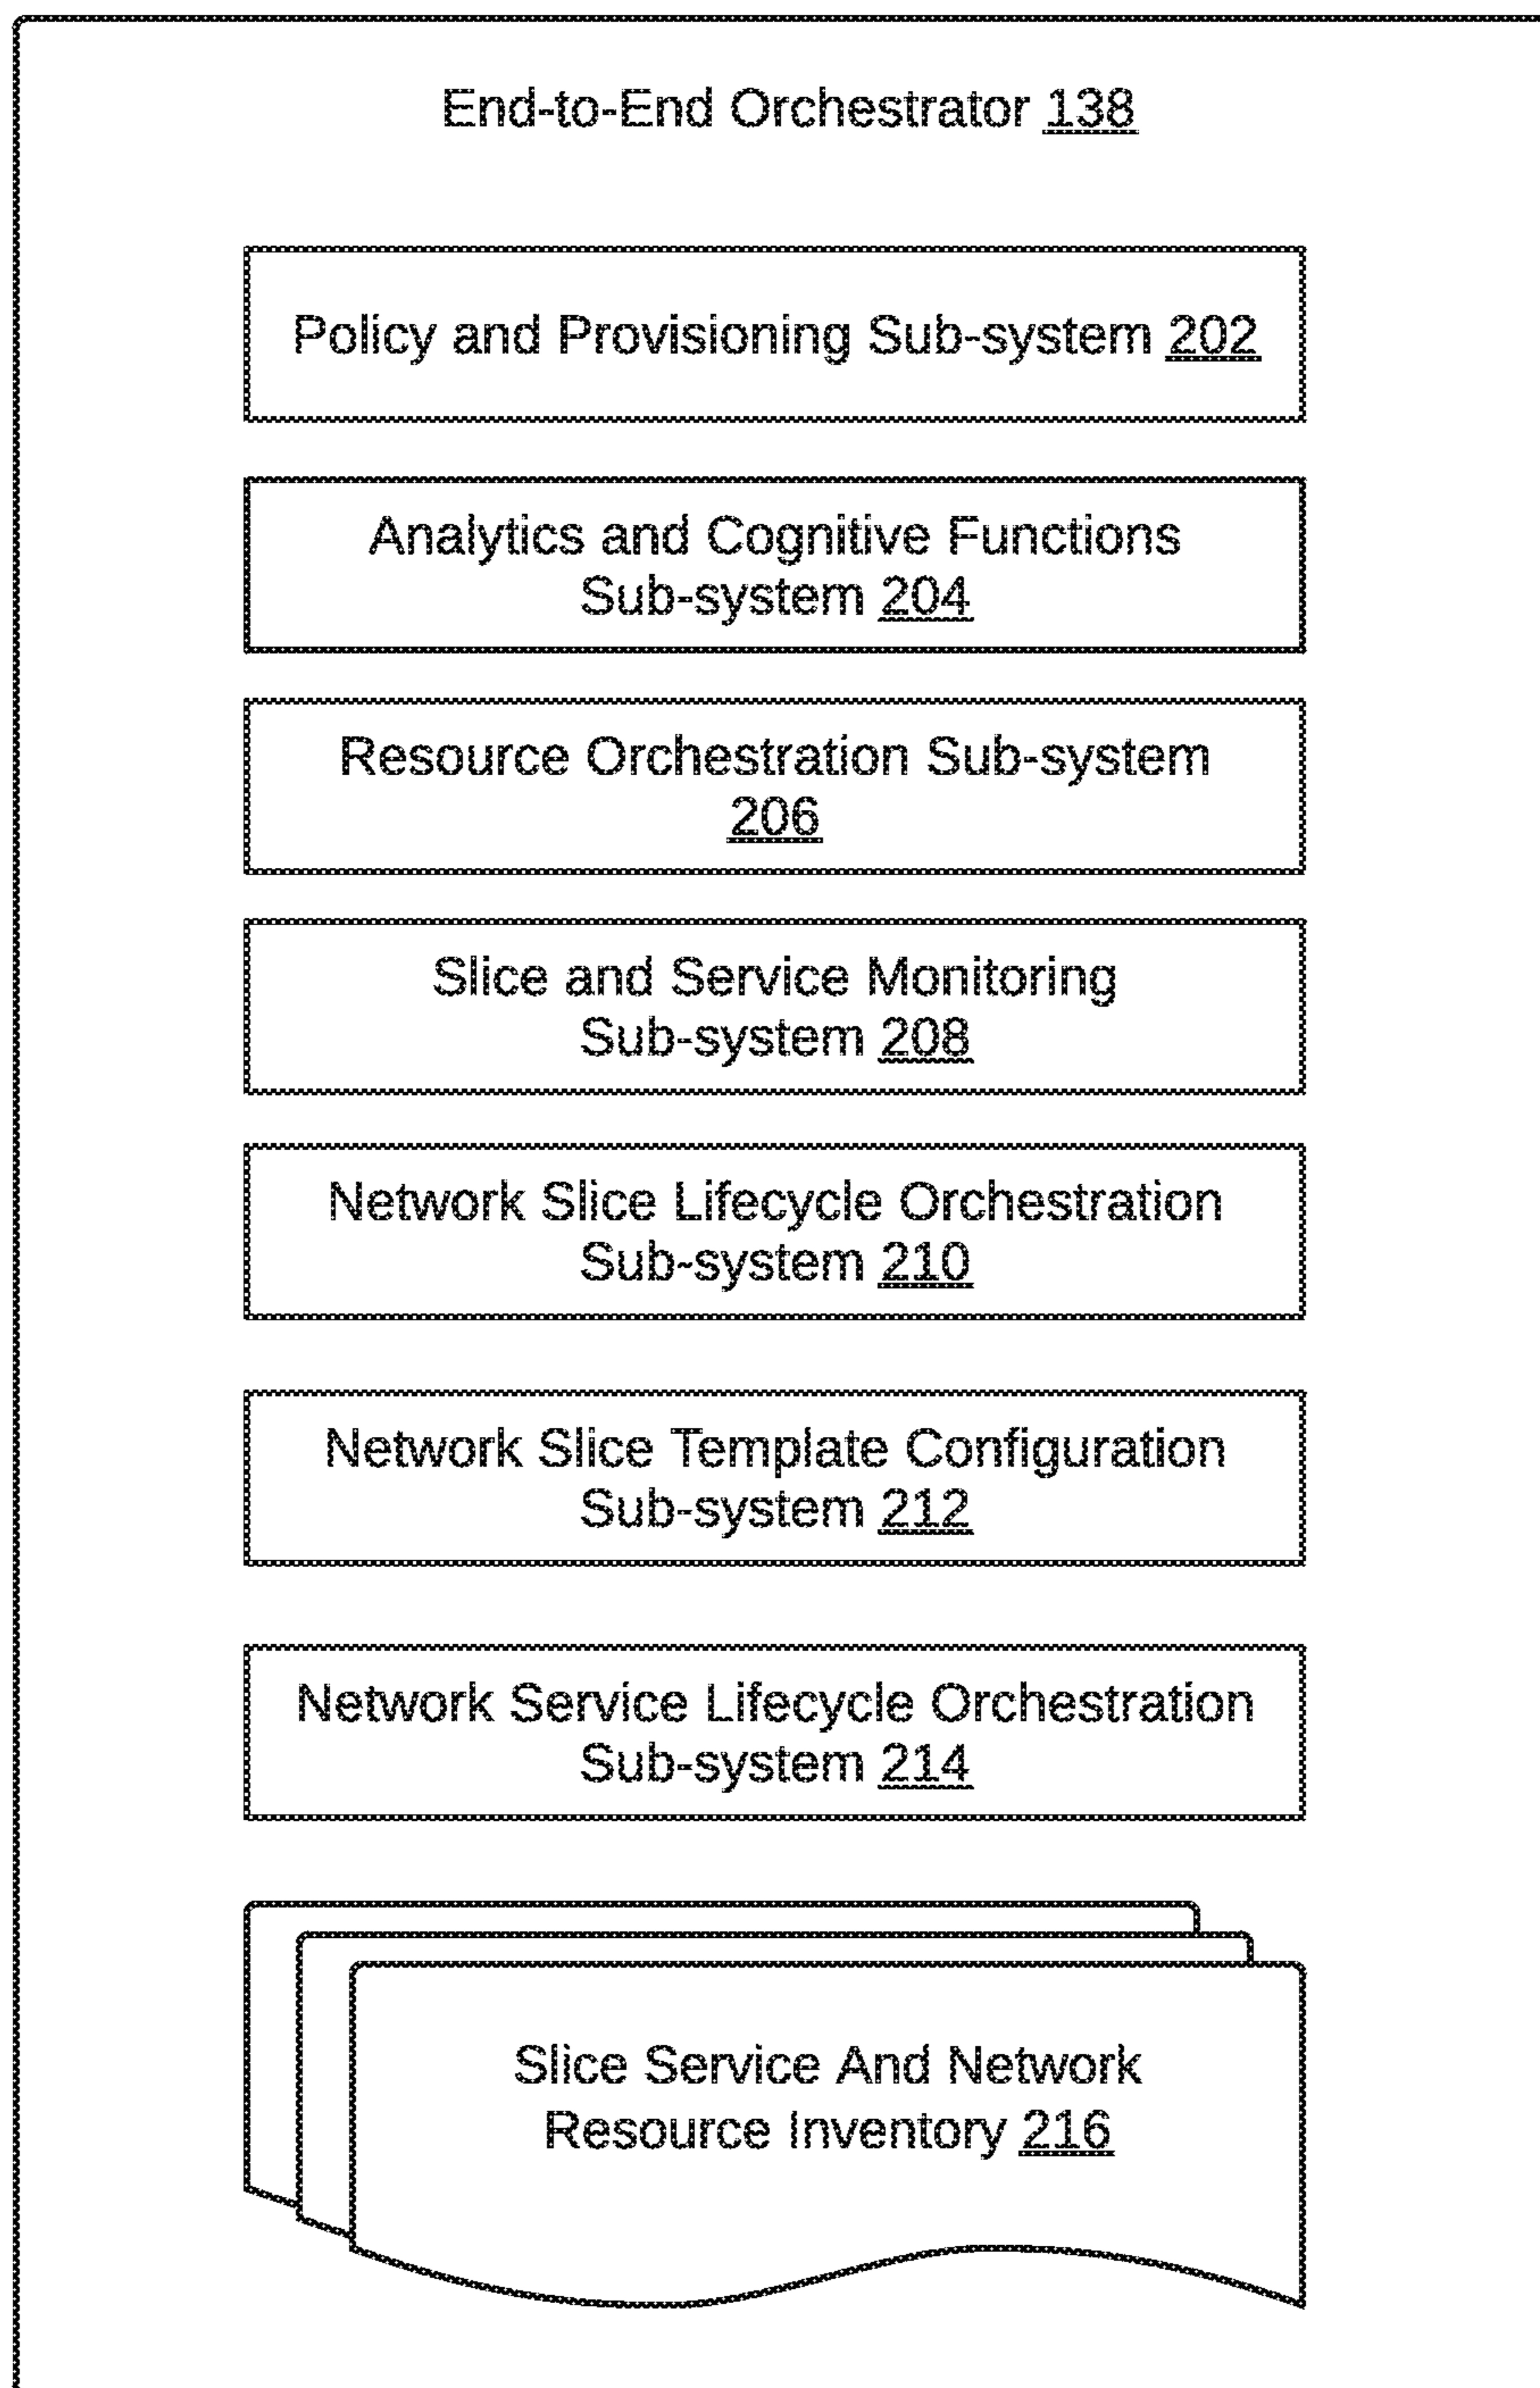 End-to-End Orchestrator 138
Policy and Provisioning Sub-system 202
Analytics and Cognitive Functions
Sub-system 204
Resource Orchestration Sub-system
206
Slice and Service Monitoring
Sub-system 208
Network Slice Lifecycle Orchestration
Sub-system 210
Network Slice Template Configuration
Sub-system 212
Network Service Lifecycle Orchestration
Sub-system 214
Slice Service And Network
Resource Inventory 216